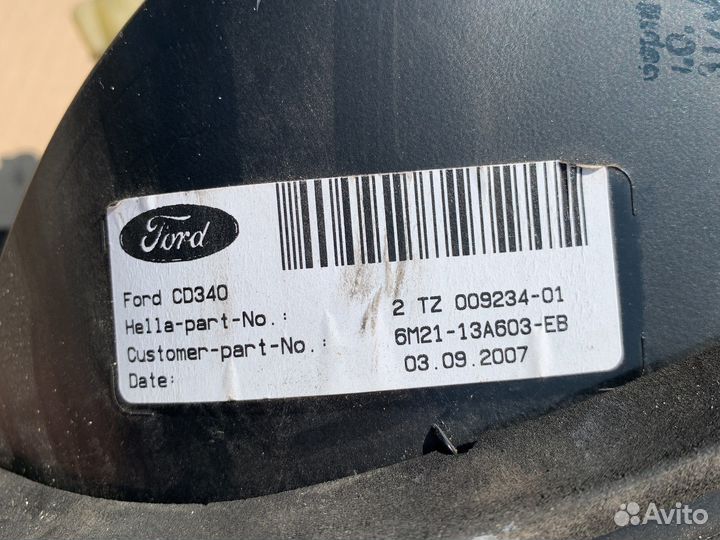 Ford
Ford CD340
Hella-part-No.: 2 TZ 009234-01
Customer-part-No.: 6M21-13A603-EB
Date: 03.09.2007
Avito